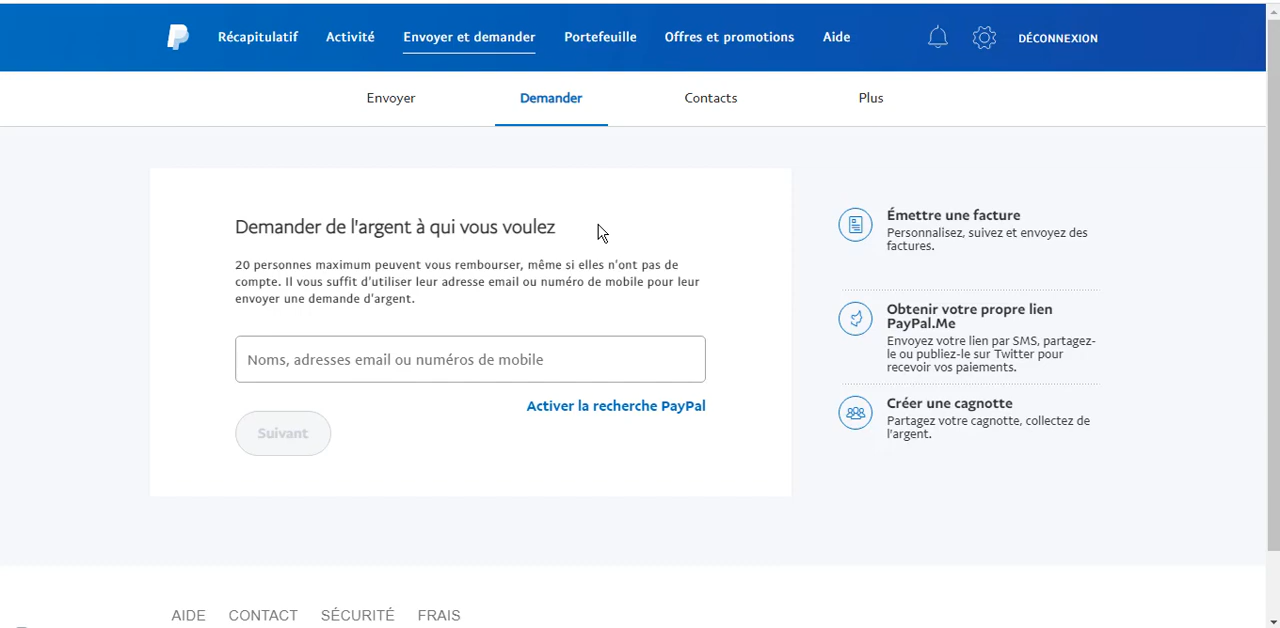 Récapitulatif Activité Envoyer et demander Portefeuille Offres et promotions Aide DÉCONNEXION
Envoyer Demander Contacts Plus
Demander de l'argent à qui vous voulez
20 personnes maximum peuvent vous rembourser, même si elles n'ont pas de
compte. Il vous suffit d'utiliser leur adresse email ou numéro de mobile pour leur
envoyer une demande d'argent.
Noms, adresses email ou numéros de mobile
Activer la recherche PayPal
Suivant
Émettre une facture
Personnalisez, suivez et envoyez des
factures.
Obtenir votre propre lien
PayPal.Me
Envoyez votre lien par SMS, partagez-
le ou publiez-le sur Twitter pour
recevoir vos paiements.
Créer une cagnotte
Partagez votre cagnotte, collectez de
l'argent.
AIDE CONTACT SÉCURITÉ FRAIS